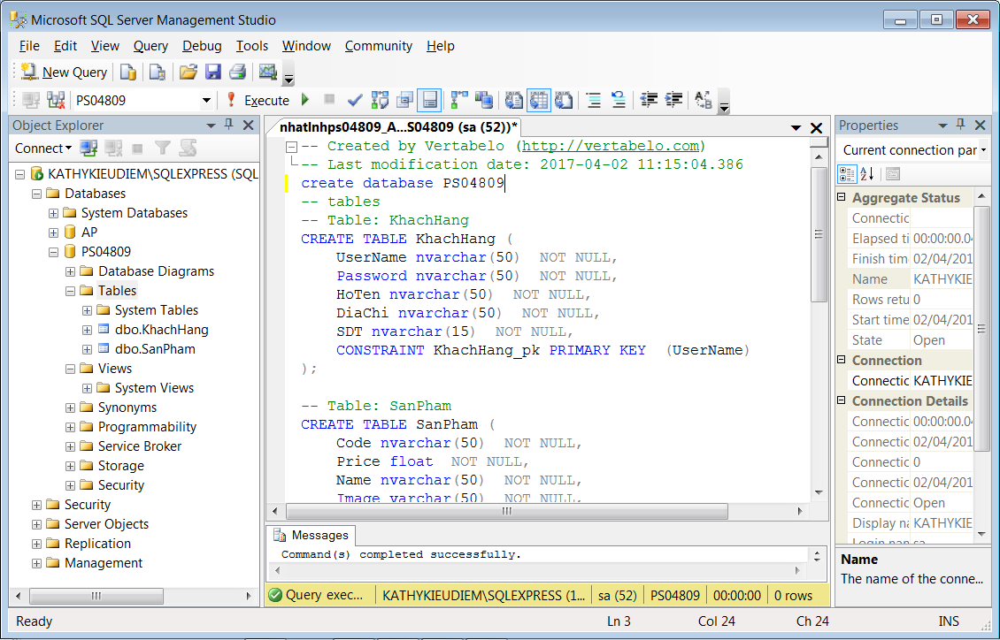 Microsoft SQL Server Management Studio
File Edit View Query Debug Tools Window Community Help
New Query
PS04809 Execute
Object Explorer
Connect
KATHYKIEUDIEM\SQLEXPRESS (SQL
Databases
System Databases
AP
PS04809
Database Diagrams
Tables
System Tables
dbo.KhachHang
dbo.SanPham
Views
System Views
Synonyms
Programmability
Service Broker
Storage
Security
Security
Server Objects
Replication
Management
nhatlnhps04809_A...S04809 (sa (52))*
-- Created by Vertabelo (http://vertabelo.com)
-- Last modification date: 2017-04-02 11:15:04.386
create database PS04809
-- tables
-- Table: KhachHang
CREATE TABLE KhachHang (
UserName nvarchar(50) NOT NULL,
Password nvarchar(50) NOT NULL,
HoTen nvarchar(50) NOT NULL,
DiaChi nvarchar(50) NOT NULL,
SDT nvarchar(15) NOT NULL,
CONSTRAINT KhachHang_pk PRIMARY KEY (UserName)
);
-- Table: SanPham
CREATE TABLE SanPham (
Code nvarchar(50) NOT NULL,
Price float NOT NULL,
Name nvarchar(50) NOT NULL,
Image varchar(50) NOT NULL,
Messages
Command(s) completed successfully.
Query exec... KATHYKIEUDIEM\SQLEXPRESS (1... sa (52) PS04809 00:00:00 0 rows
Properties
Current connection par
Aggregate Status
Connectic
Elapsed ti 00:00:00.04
Finish tim 02/04/201
Name KATHYKIE
Rows retu 0
Start time 02/04/201
State Open
Connection
Connectic KATHYKIE
Connection Details
Connectic 00:00:00.04
Connectic 02/04/201
Connectic 0
Connectic 02/04/201
Connectic Open
Display na KATHYKIE
Login nam sa
Name
The name of the conne...
Ready Ln 3 Col 24 Ch 24 INS